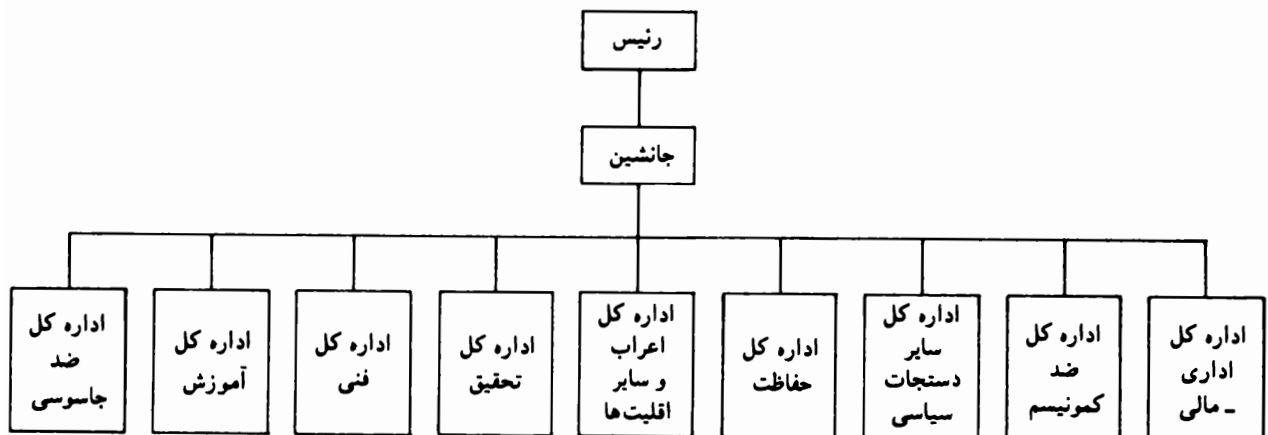 رئیس
جانشین
اداره کل
اداری
ـ مالی
اداره کل
ضد
کمونیسم
اداره کل
سایر
دستجات
سیاسی
اداره کل
حفاظت
اداره کل
اعراب
و سایر
اقلیت‌ها
اداره کل
تحقیق
اداره کل
فنی
اداره کل
آموزش
اداره کل
ضد
جاسوسی